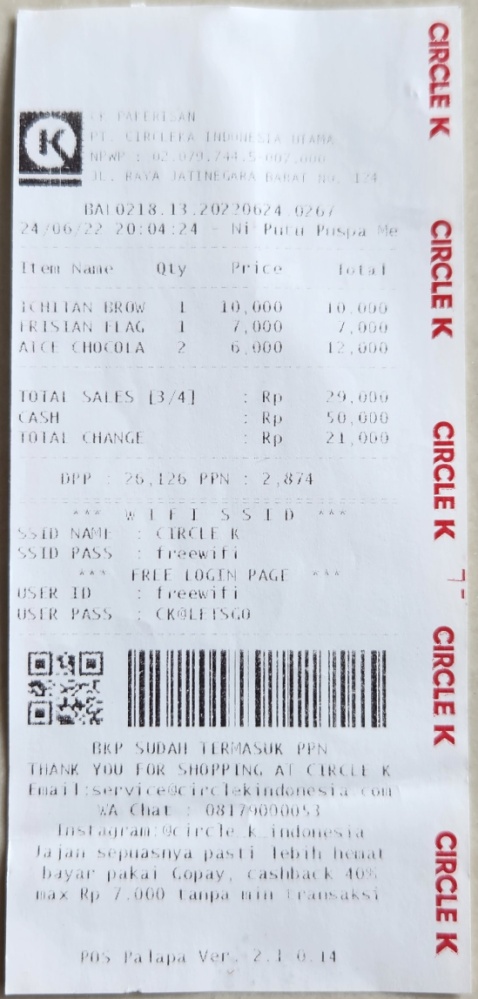 CK PAEBISAN
PT. CIRCLEKA INDONESIA UTAMA
NPWP : 02.079.744.5-007.000
JL. RAYA JATINEGARA BARAT NO. 124
BAL0218.13.20220624.0267
24/06/22 20:04:24 - Ni Putu Puspa Me
Item Name Qty Price Total
ICHITAN BROW 1 10,000 10,000
FRISIAN FLAG 1 7,000 7,000
AICE CHOCOLA 2 6,000 12,000
TOTAL SALES [3/4] : Rp 29,000
CASH : Rp 50,000
TOTAL CHANGE : Rp 21,000
DPP : 26,126 PPN : 2,874
*** W I F I S S I D ***
SSID NAME : CIRCLE K
SSID PASS : freewifi
*** FREE LOGIN PAGE ***
USER ID : freewifi
USER PASS : CK@LETSGO
BKP SUDAH TERMASUK PPN
THANK YOU FOR SHOPPING AT CIRCLE K
Email:service@circlekindonesia.com
WA Chat : 08179000053
Instagram:@circle.k.indonesia
Jajan sepuasnya pasti lebih hemat
bayar pakai Gopay, cashback 40%
max Rp 7.000 tanpa min Transaksi
POS Palapa Ver. 2.1.0.14
K
CIRCLE K
CIRCLE K
CIRCLE K
CIRCLE K
CIRCLE K